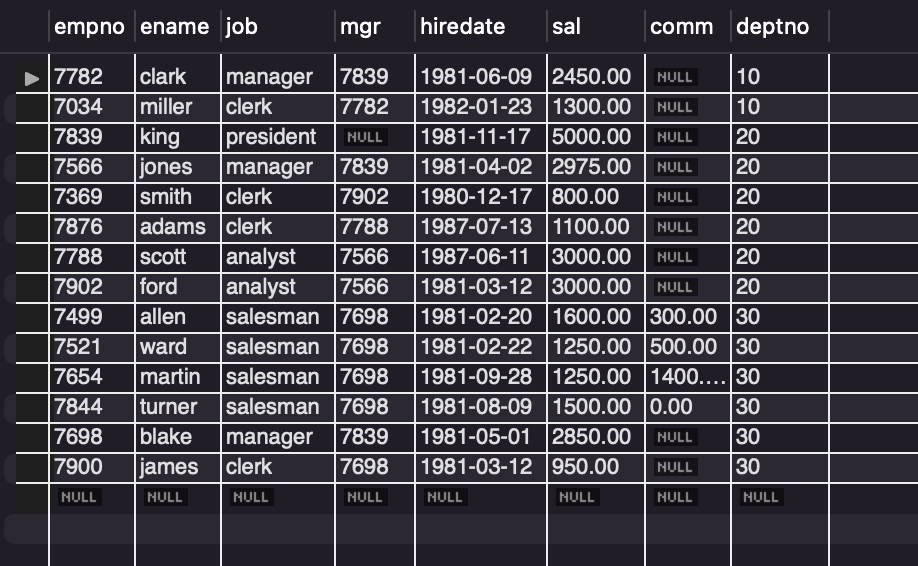 empno ename job mgr hiredate sal comm deptno
7782 clark manager 7839 1981-06-09 2450.00 NULL 10
7034 miller clerk 7782 1982-01-23 1300.00 NULL 10
7839 king president NULL 1981-11-17 5000.00 NULL 20
7566 jones manager 7839 1981-04-02 2975.00 NULL 20
7369 smith clerk 7902 1980-12-17 800.00 NULL 20
7876 adams clerk 7788 1987-07-13 1100.00 NULL 20
7788 scott analyst 7566 1987-06-11 3000.00 NULL 20
7902 ford analyst 7566 1981-03-12 3000.00 NULL 20
7499 allen salesman 7698 1981-02-20 1600.00 300.00 30
7521 ward salesman 7698 1981-02-22 1250.00 500.00 30
7654 martin salesman 7698 1981-09-28 1250.00 1400.... 30
7844 turner salesman 7698 1981-08-09 1500.00 0.00 30
7698 blake manager 7839 1981-05-01 2850.00 NULL 30
7900 james clerk 7698 1981-03-12 950.00 NULL 30
NULL NULL NULL NULL NULL NULL NULL NULL